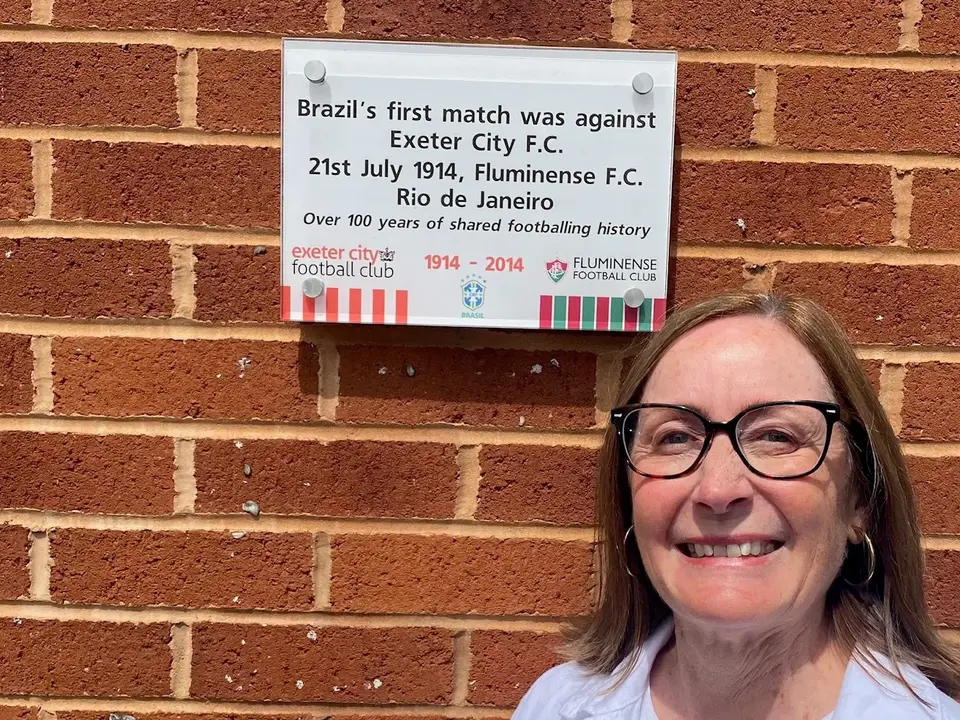 Brazil's first match was against
Exeter City F.C.
21st July 1914, Fluminense F.C.
Rio de Janeiro
Over 100 years of shared footballing history
exeter city
football club
1914 - 2014
BRASIL
FLUMINENSE
FOOTBALL CLUB